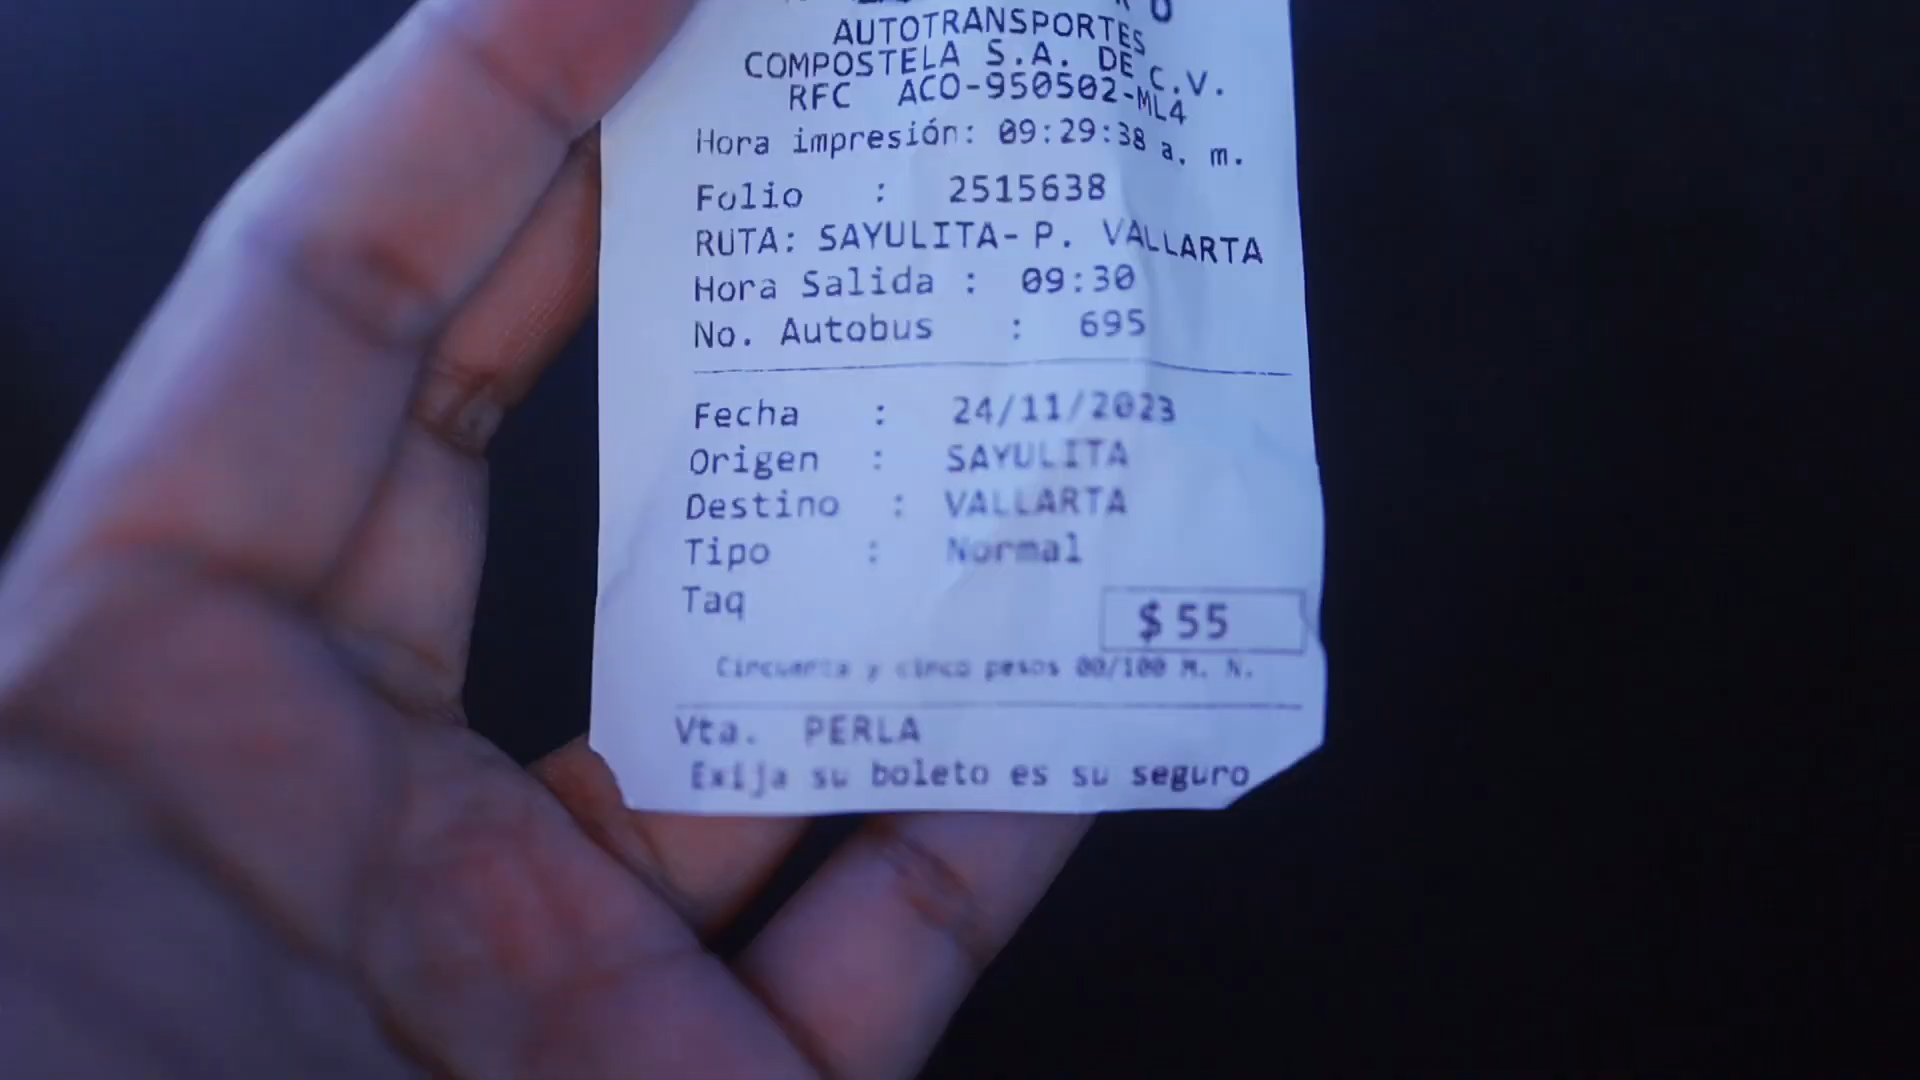 AUTOTRANSPORTES
COMPOSTELA S.A. DE C.V.
RFC ACO-950502-ML4
Hora impresión: 09:29:38 a. m.
Folio : 2515638
RUTA: SAYULITA- P. VALLARTA
Hora Salida : 09:30
No. Autobus : 695
Fecha : 24/11/2023
Origen : SAYULITA
Destino : VALLARTA
Tipo : Normal
Taq
$ 55
Cincuenta y cinco pesos 00/100 M. N.
Vta. PERLA
Exija su boleto es su seguro